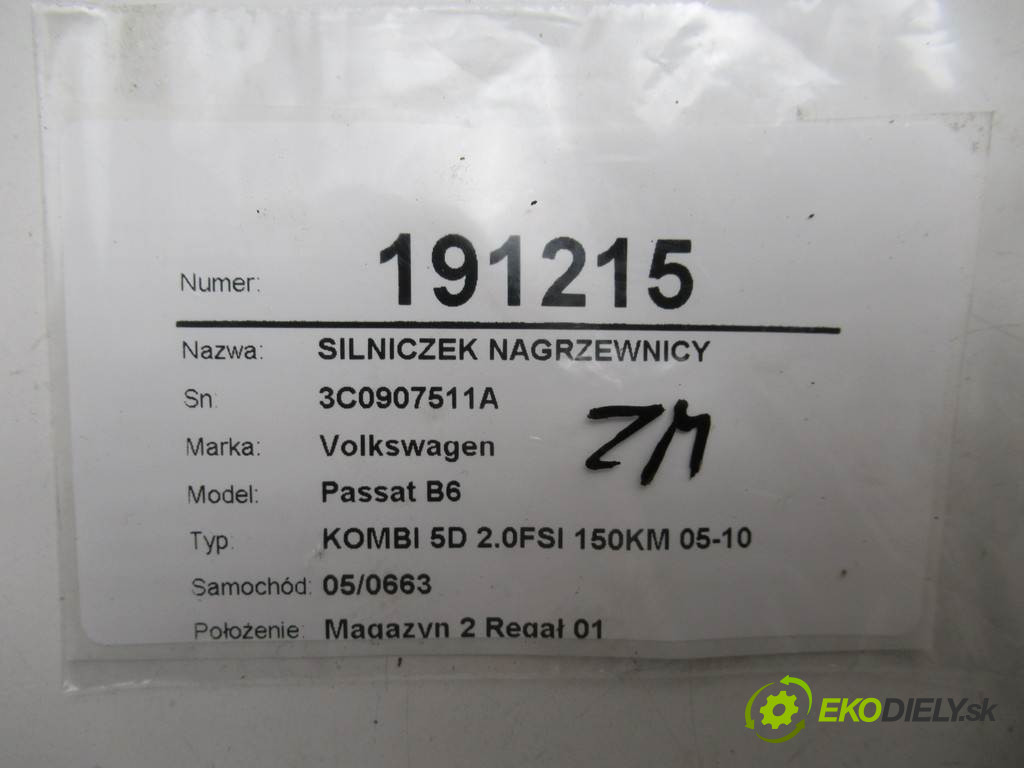 Numer: 191215
Nazwa: SILNICZEK NAGRZEWNICY
Sn: 3C0907511A
ZM
Marka: Volkswagen
Model: Passat B6
Typ: KOMBI 5D 2.0FSI 150KM 05-10
Samochód: 05/0663
Położenie: Magazyn 2 Regał 01
EKODIELY.sk